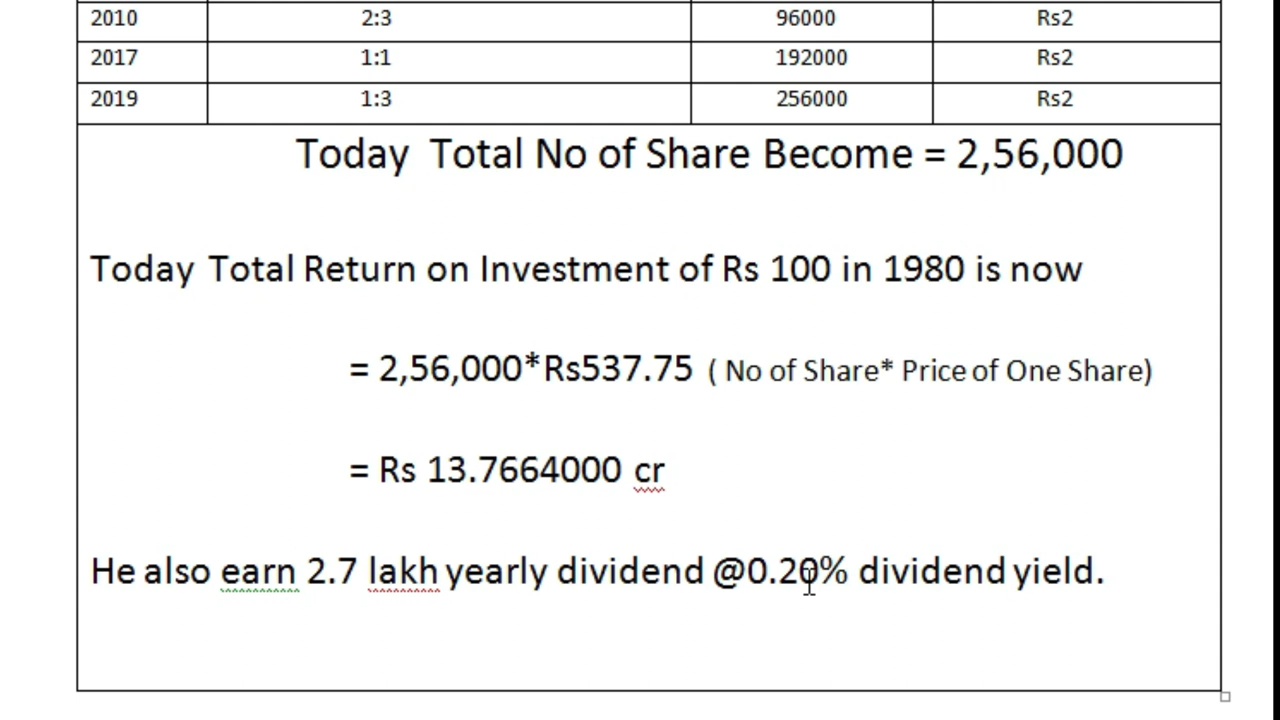 2010 2:3 96000 Rs2
2017 1:1 192000 Rs2
2019 1:3 256000 Rs2
Today Total No of Share Become = 2,56,000
Today Total Return on Investment of Rs 100 in 1980 is now
= 2,56,000*Rs537.75 ( No of Share* Price of One Share)
= Rs 13.7664000 cr
He also earn 2.7 lakh yearly dividend @0.20% dividend yield.